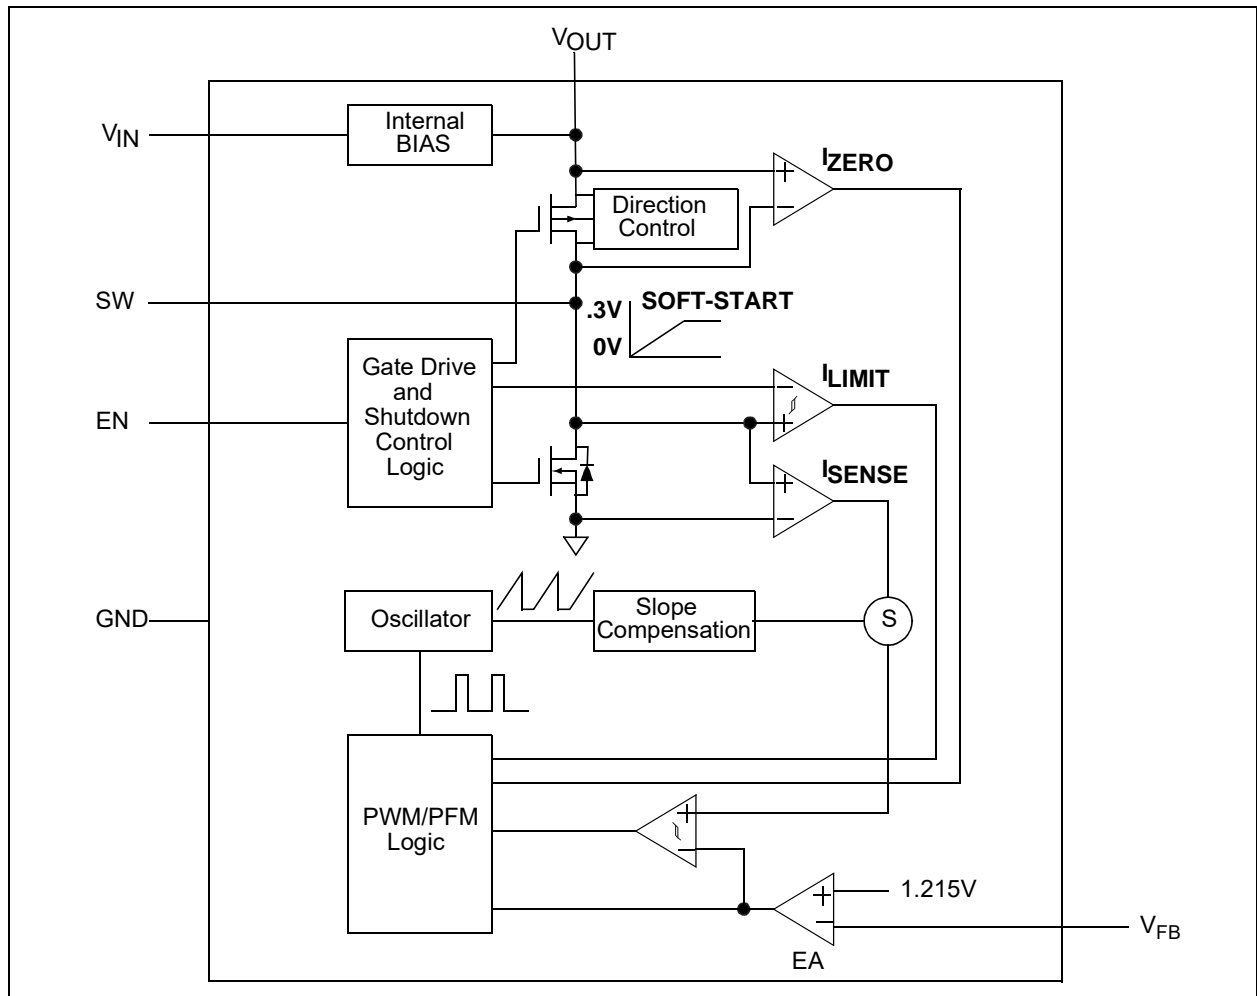 VOUT
VIN
Internal
BIAS
IZERO
+
−
Direction
Control
SW
.3V
SOFT-START
0V
Gate Drive
and
Shutdown
Control
Logic
ILIMIT
−
+
EN
ISENSE
+
−
GND
Oscillator
Slope
Compensation
S
PWM/PFM
Logic
+
−
+
1.215V
−
VFB
EA